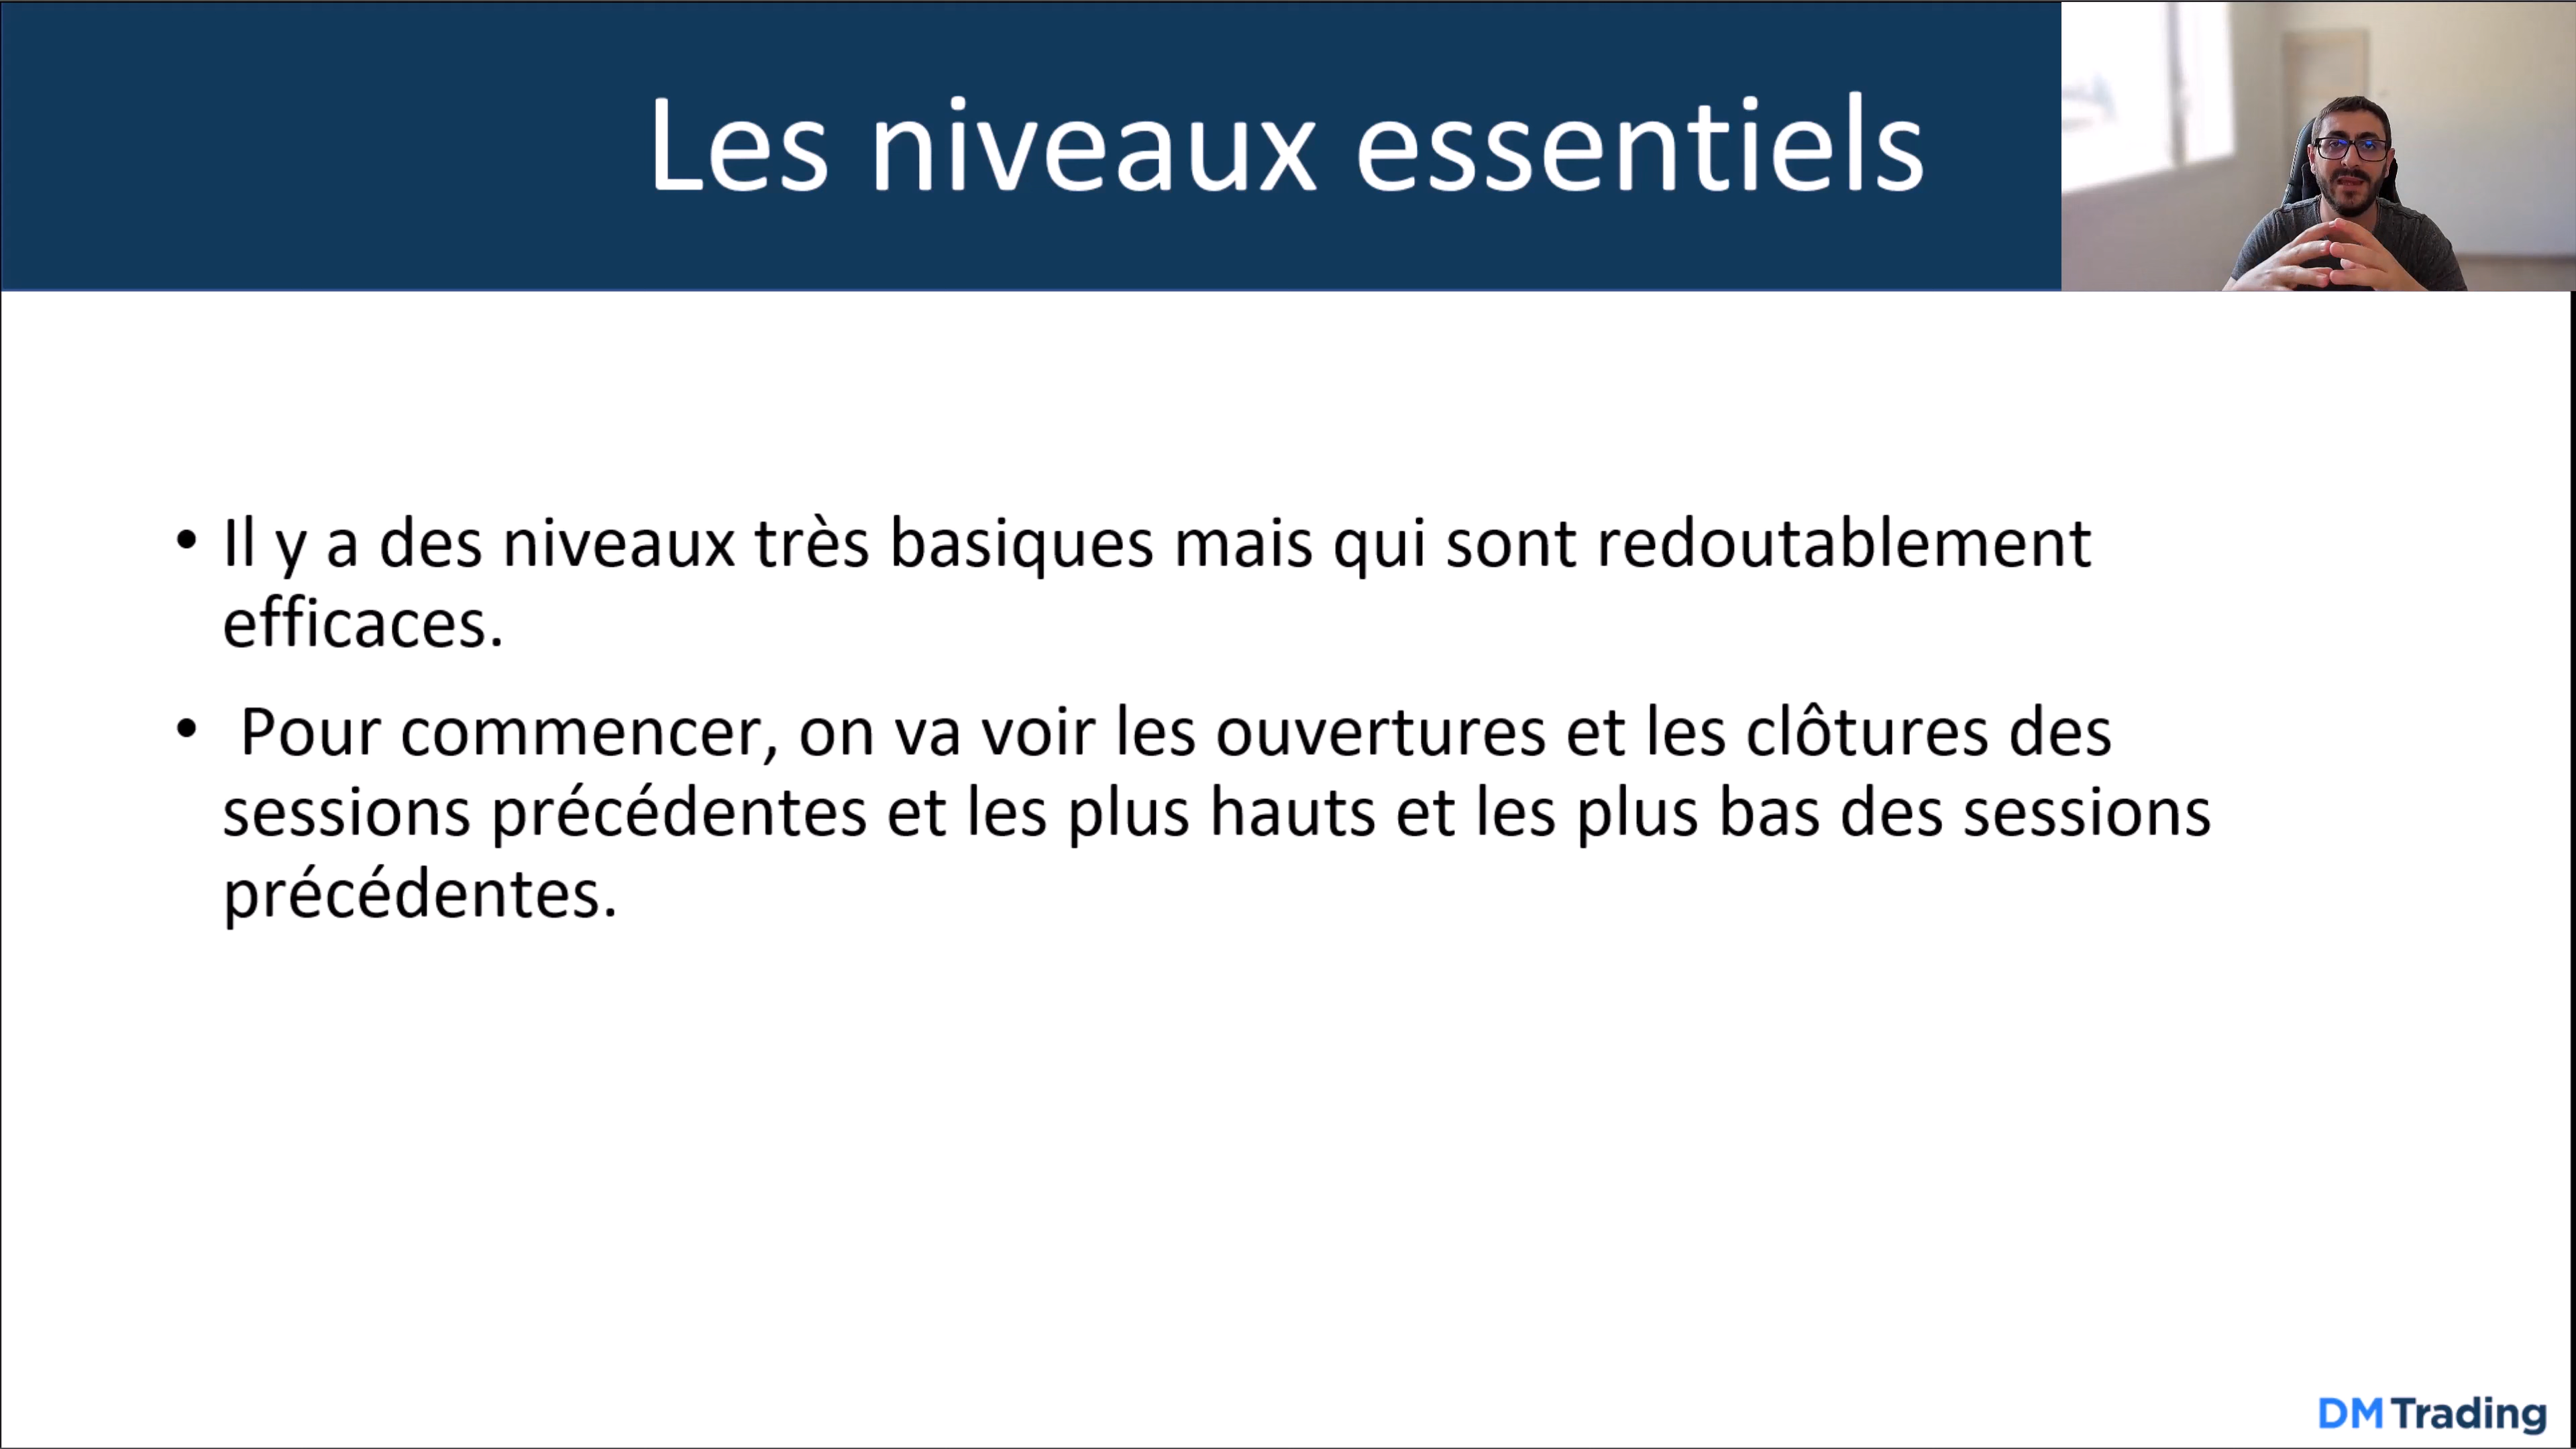 Les niveaux essentiels
• Il y a des niveaux très basiques mais qui sont redoutablement
efficaces.
• Pour commencer, on va voir les ouvertures et les clôtures des
sessions précédentes et les plus hauts et les plus bas des sessions
précédentes.
DM Trading